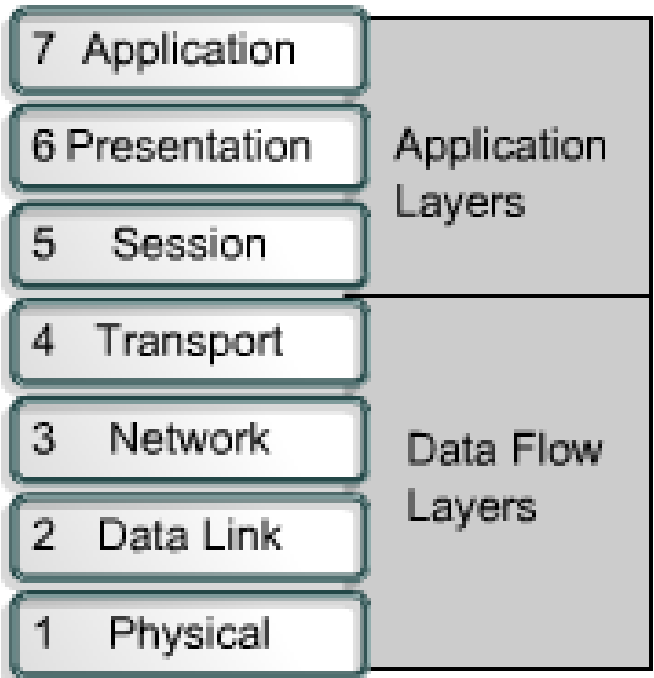 7 Application
6 Presentation
5 Session
4 Transport
3 Network
2 Data Link
1 Physical
Application
Layers
Data Flow
Layers